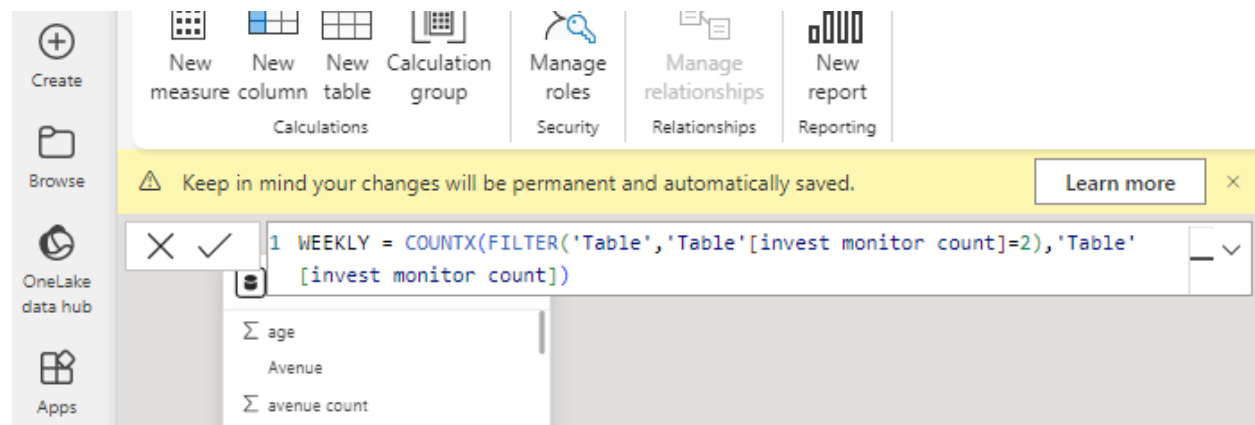 Create
Browse
OneLake
data hub
Apps
New
measure
New
column
New
table
Calculation
group
Calculations
Manage
roles
Security
Manage
relationships
Relationships
New
report
Reporting
Keep in mind your changes will be permanent and automatically saved.
Learn more
1 WEEKLY = COUNTX(FILTER('Table','Table'[invest monitor count]=2),'Table'
[invest monitor count])
age
Avenue
avenue count